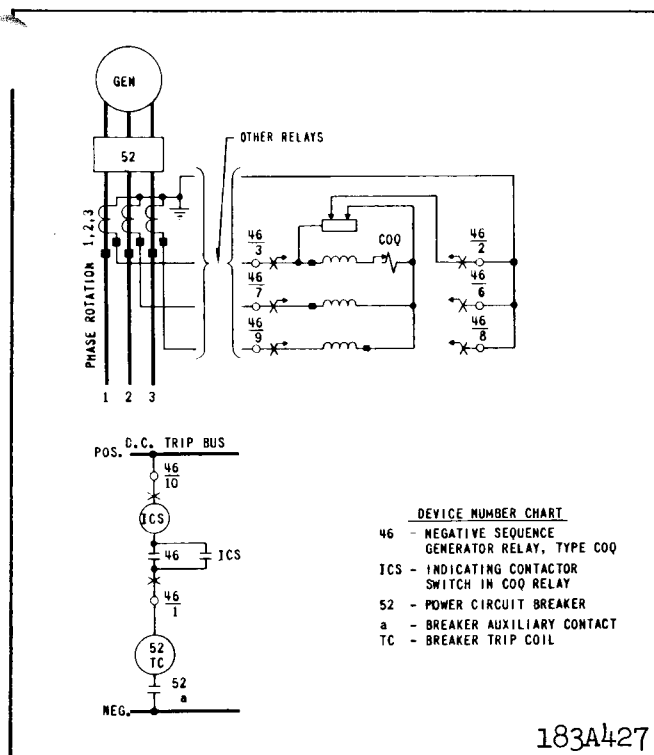 GEN
52
OTHER RELAYS
PHASE ROTATION 1,2,3
46
3
COQ
46
2
46
7
46
6
46
9
46
8
1 2 3
POS. D.C. TRIP BUS
46
10
ICS
46 ICS
46
1
52
TC
52
a
NEG.
DEVICE NUMBER CHART
46 - NEGATIVE SEQUENCE
GENERATOR RELAY, TYPE COQ
ICS - INDICATING CONTACTOR
SWITCH IN COQ RELAY
52 - POWER CIRCUIT BREAKER
a - BREAKER AUXILIARY CONTACT
TC - BREAKER TRIP COIL
183A427